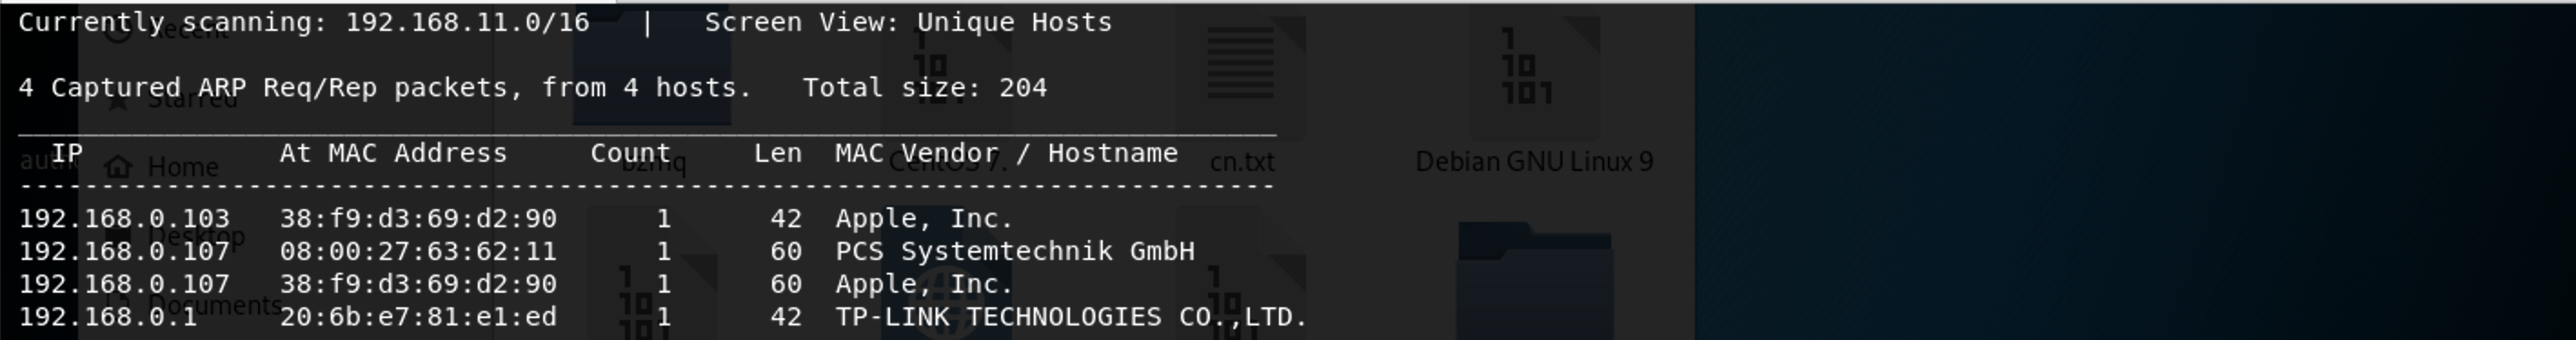 Currently scanning: 192.168.11.0/16   |   Screen View: Unique Hosts
Recent
4 Captured ARP Req/Rep packets, from 4 hosts.   Total size: 204
Starred
_____________________________________________________________________________
IP            At MAC Address     Count     Len  MAC Vendor / Hostname
Home
bzmq
CentOS 7.
cn.txt
Debian GNU Linux 9
-----------------------------------------------------------------------------
192.168.0.103   38:f9:d3:69:d2:90      1      42  Apple, Inc.
Desktop
192.168.0.107   08:00:27:63:62:11      1      60  PCS Systemtechnik GmbH
192.168.0.107   38:f9:d3:69:d2:90      1      60  Apple, Inc.
Documents
192.168.0.1     20:6b:e7:81:e1:ed      1      42  TP-LINK TECHNOLOGIES CO.,LTD.